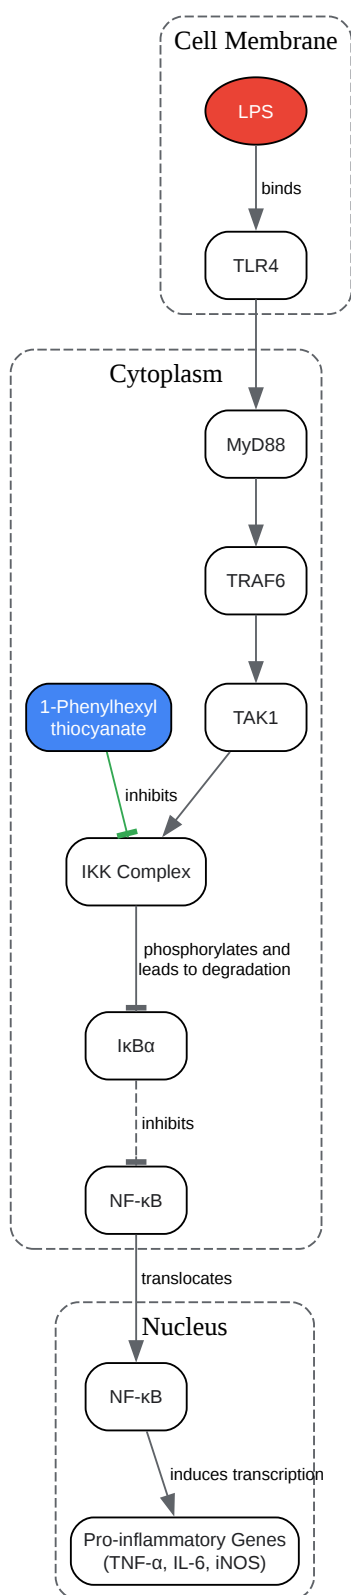 Cell Membrane
LPS
binds
TLR4
Cytoplasm
MyD88
TRAF6
1-Phenylhexyl
thiocyanate
TAK1
inhibits
IKK Complex
phosphorylates and
leads to degradation
IκBα
inhibits
NF-κB
translocates
Nucleus
NF-κB
induces transcription
Pro-inflammatory Genes
(TNF-α, IL-6, iNOS)